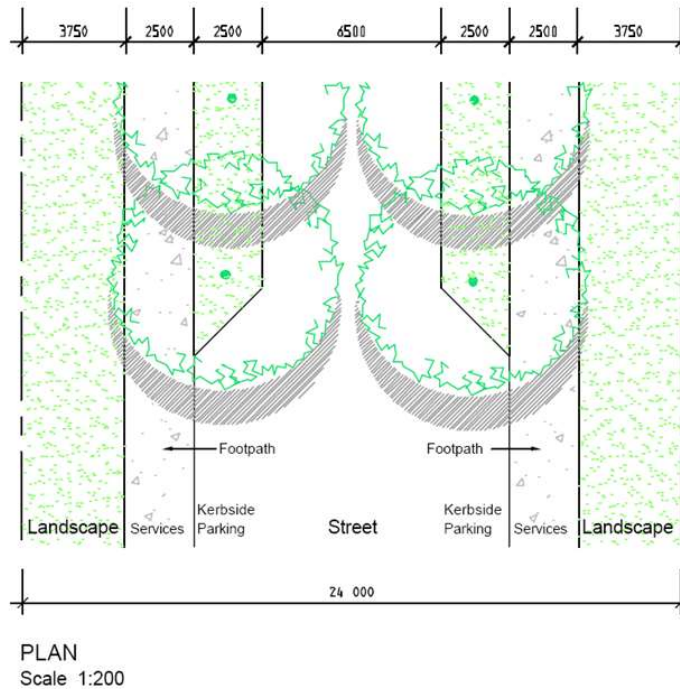 3750 2500 2500 6500 2500 2500 3750
Footpath Footpath
Landscape Services Kerbside Parking Street Kerbside Parking Services Landscape
24 000
PLAN
Scale 1:200